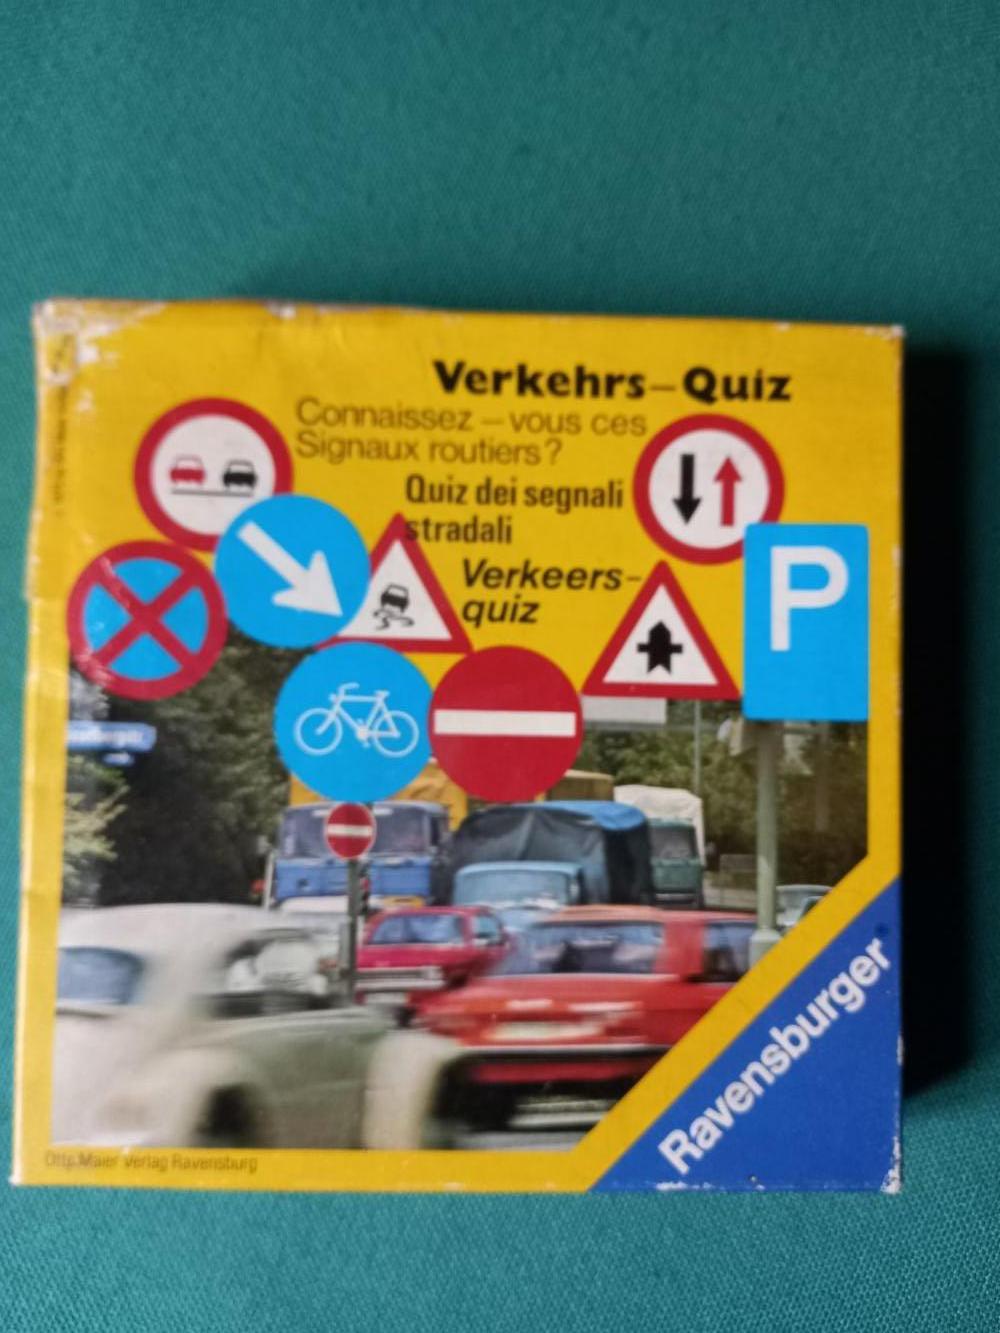 Verkehrs–Quiz
Connaissez – vous ces
Signaux routiers?
Quiz dei segnali
stradali
Verkeers-
quiz
P
Ravensburger
Otto Maier Verlag Ravensburg